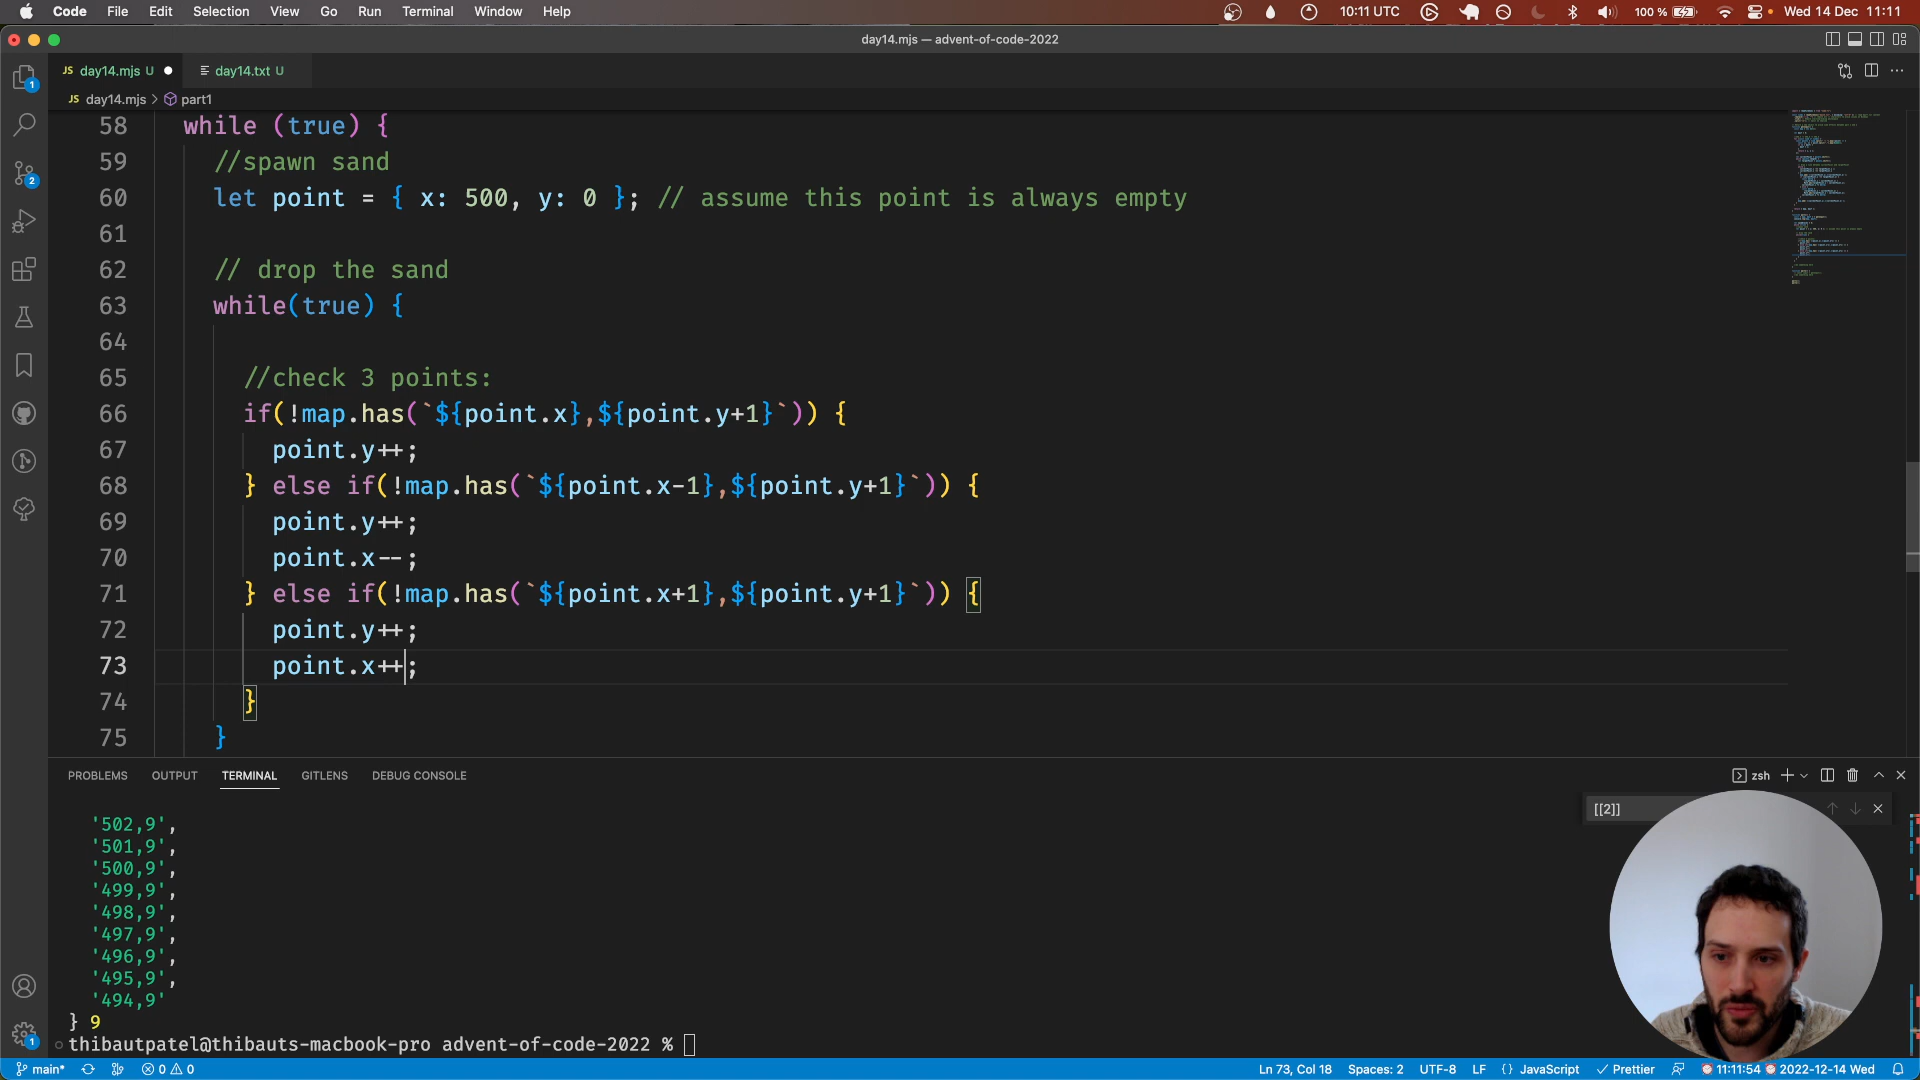 Code File Edit Selection View Go Run Terminal Window Help 10:11 UTC 100 % Wed 14 Dec 11:11
day14.mjs — advent-of-code-2022
JS day14.mjs U day14.txt U
JS day14.mjs > part1
58 while (true) {
59 //spawn sand
60 let point = { x: 500, y: 0 }; // assume this point is always empty
61
62 // drop the sand
63 while(true) {
64
65 //check 3 points:
66 if(!map.has(`${point.x},${point.y+1}`)) {
67 point.y++;
68 } else if(!map.has(`${point.x-1},${point.y+1}`)) {
69 point.y++;
70 point.x--;
71 } else if(!map.has(`${point.x+1},${point.y+1}`)) {
72 point.y++;
73 point.x++;
74 }
75 }
PROBLEMS OUTPUT TERMINAL GITLENS DEBUG CONSOLE zsh
[[2]]
'502,9',
'501,9',
'500,9',
'499,9',
'498,9',
'497,9',
'496,9',
'495,9',
'494,9'
} 9
thibautpatel@thibauts-macbook-pro advent-of-code-2022 %
main* 0 0 Ln 73, Col 18 Spaces: 2 UTF-8 LF {} JavaScript Prettier 11:11:54 2022-12-14 Wed